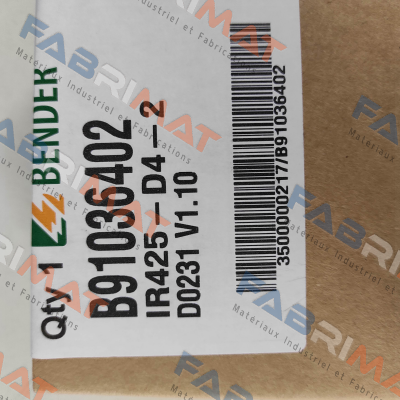 Qty 1
BENDER
B91036402
IR425-D4-2
D0231 V1.10
3500000217/B91036402
FABRIMAT
Matériaux Industriel et Fabrications